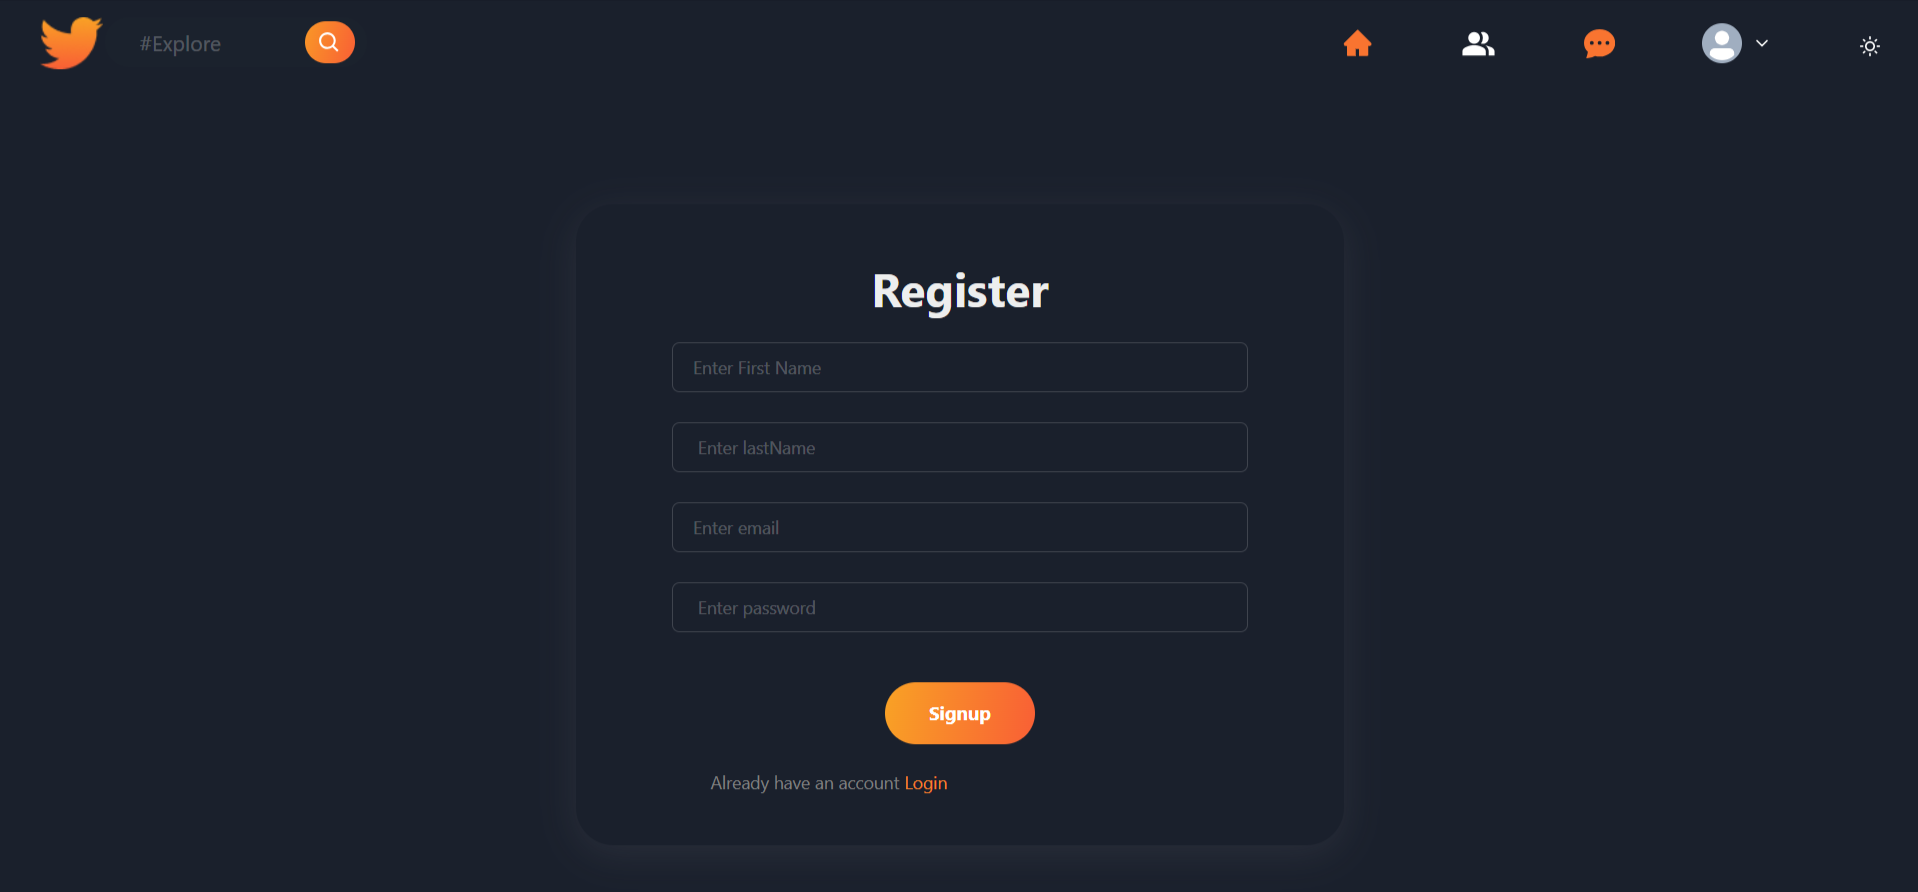 #Explore
Register
Enter First Name
Enter lastName
Enter email
Enter password
Signup
Already have an account Login